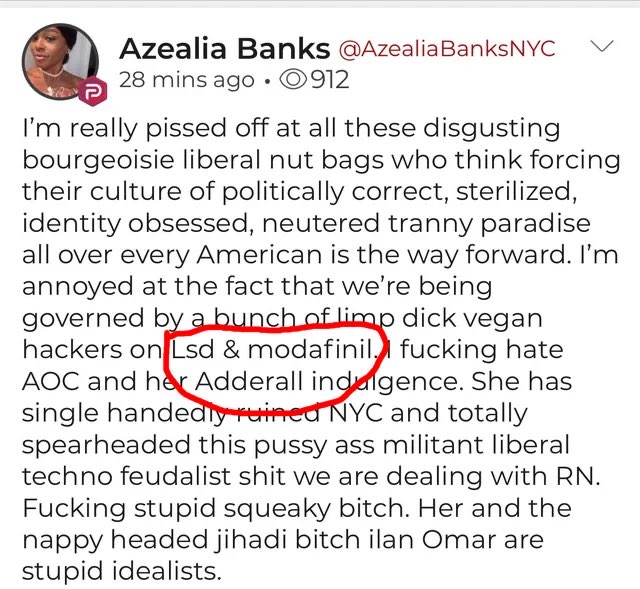 Azealia Banks @AzealiaBanksNYC
28 mins ago • 912
I'm really pissed off at all these disgusting
bourgeoisie liberal nut bags who think forcing
their culture of politically correct, sterilized,
identity obsessed, neutered tranny paradise
all over every American is the way forward. I'm
annoyed at the fact that we're being
governed by a bunch of limp dick vegan
hackers on Lsd & modafinil. I fucking hate
AOC and her Adderall indulgence. She has
single handedly ruined NYC and totally
spearheaded this pussy ass militant liberal
techno feudalist shit we are dealing with RN.
Fucking stupid squeaky bitch. Her and the
nappy headed jihadi bitch ilan Omar are
stupid idealists.